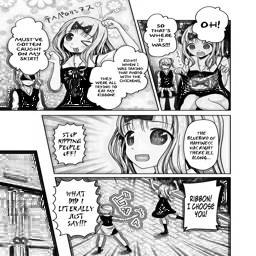 OH!
SO
THAT'S
WHERE
IT
WAS!!!
RIGHT!
WHEN I
WAS TAKING
THAT PHOTO
WITH THE
CHICKENS,
THEY WERE
ALL TRYING
TO EAT MY
RIBBON!
MUST'VE
GOTTEN
CAUGHT
ON MY
SKIRT!
THE
BLUEBIRD OF
HAPPINESS
WAS RIGHT
THERE ALL
ALONG...
STOP
RIPPING
PEOPLE
OFF!
RIBBON!
I CHOOSE
YOU!
WHAT
DID I
LITERALLY
JUST
SAY!!?